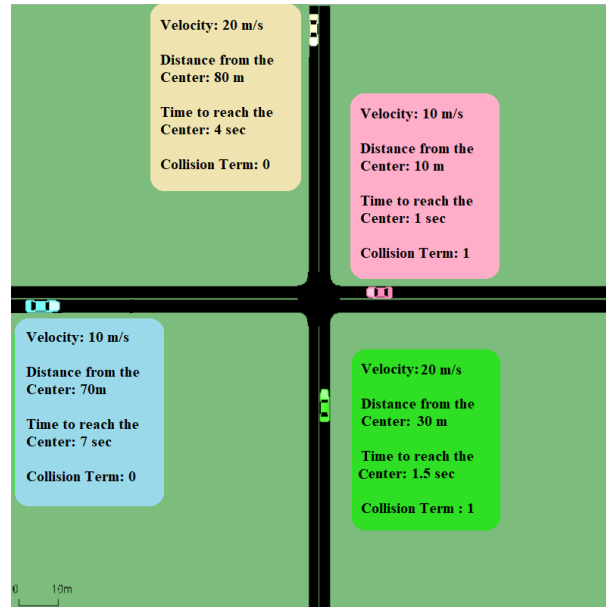 Velocity: 20 m/s
Distance from the
Center: 80 m
Time to reach the
Center: 4 sec
Collision Term: 0
Velocity: 10 m/s
Distance from the
Center: 10 m
Time to reach the
Center: 1 sec
Collision Term: 1
Velocity: 10 m/s
Distance from the
Center: 70m
Time to reach the
Center: 7 sec
Collision Term: 0
Velocity: 20 m/s
Distance from the
Center: 30 m
Time to reach the
Center: 1.5 sec
Collision Term : 1
0 10m